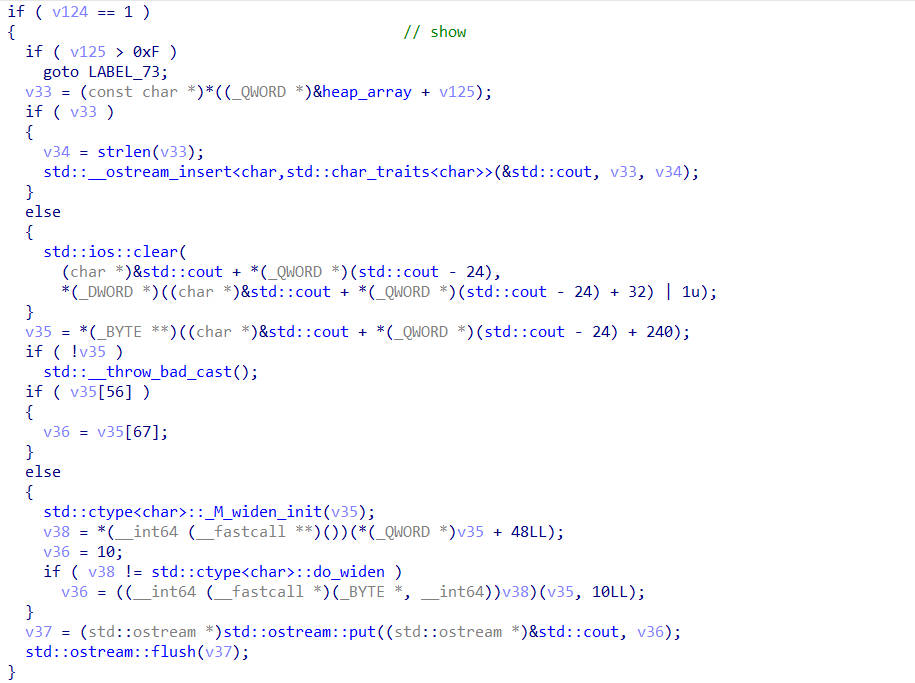 if ( v124 == 1 )
{                                           // show
  if ( v125 > 0xF )
    goto LABEL_73;
  v33 = (const char *)*((_QWORD *)&heap_array + v125);
  if ( v33 )
  {
    v34 = strlen(v33);
    std::__ostream_insert<char,std::char_traits<char>>(&std::cout, v33, v34);
  }
  else
  {
    std::ios::clear(
      (char *)&std::cout + *(_QWORD *)(std::cout - 24),
      *(_DWORD *)((char *)&std::cout + *(_QWORD *)(std::cout - 24) + 32) | 1u);
  }
  v35 = *(_BYTE **)((char *)&std::cout + *(_QWORD *)(std::cout - 24) + 240);
  if ( !v35 )
    std::__throw_bad_cast();
  if ( v35[56] )
  {
    v36 = v35[67];
  }
  else
  {
    std::ctype<char>::_M_widen_init(v35);
    v38 = *(__int64 (__fastcall **)())(*(_QWORD *)v35 + 48LL);
    v36 = 10;
    if ( v38 != std::ctype<char>::do_widen )
      v36 = ((__int64 (__fastcall *)(_BYTE *, __int64))v38)(v35, 10LL);
  }
  v37 = (std::ostream *)std::ostream::put((std::ostream *)&std::cout, v36);
  std::ostream::flush(v37);
}